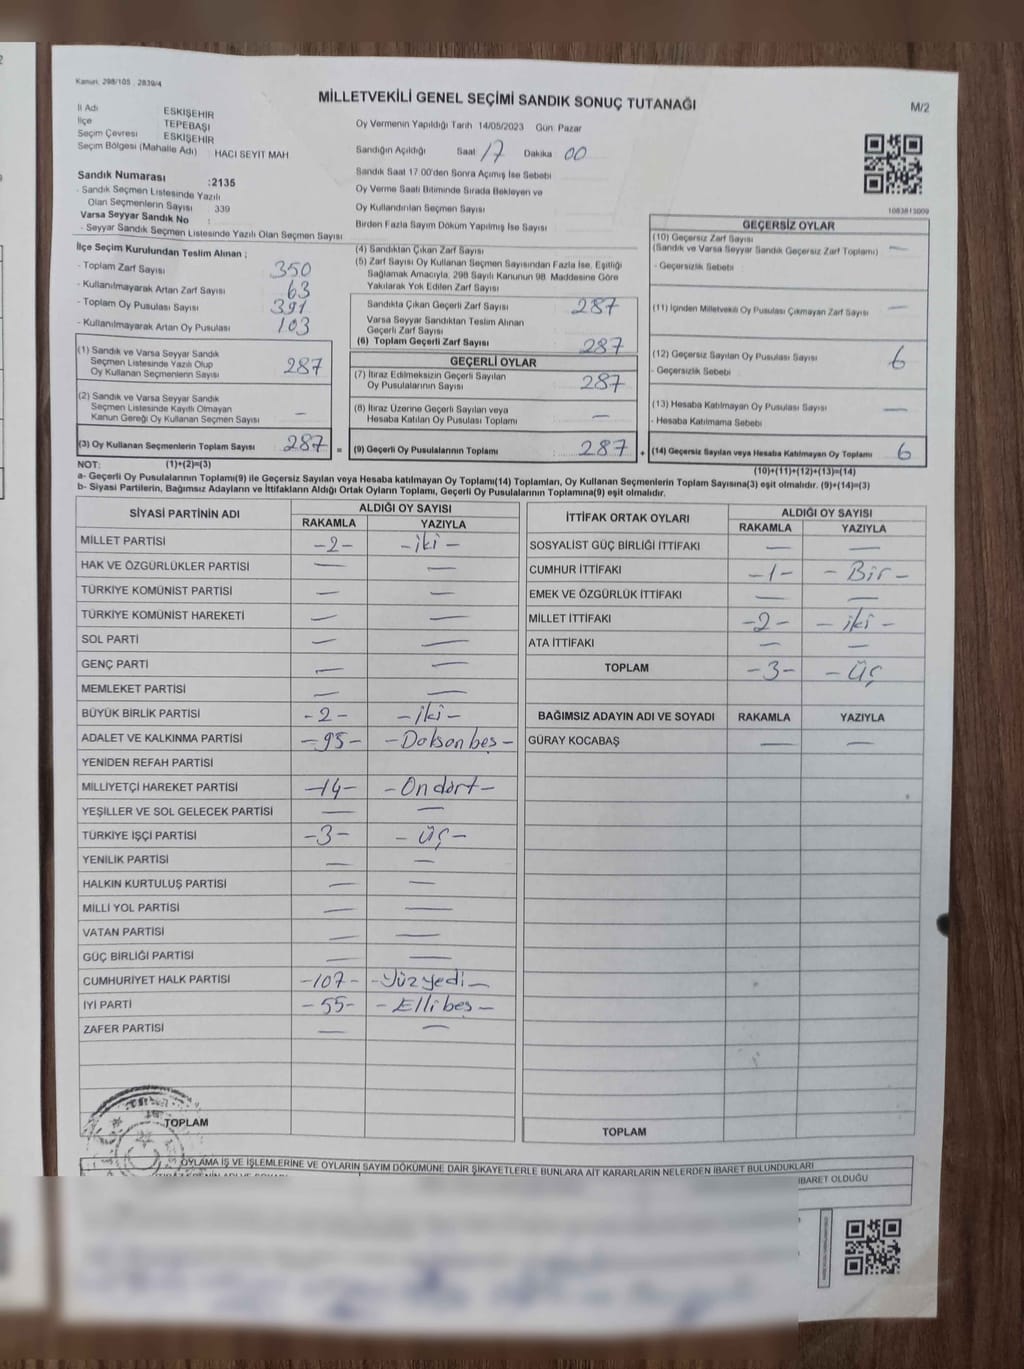 Kanun: 298/105 , 2839/4
MİLLETVEKİLİ GENEL SEÇİMİ SANDIK SONUÇ TUTANAĞI
M/2
İl Adı ESKİŞEHİR
İlçe TEPEBAŞI
Seçim Çevresi ESKİŞEHİR
Seçim Bölgesi (Mahalle Adı) HACI SEYİT MAH
Oy Vermenin Yapıldığı Tarih 14/05/2023 Gün Pazar
Sandığın Açıldığı Saat 17 Dakika 00
Sandık Saat 17.00'den Sonra Açımış İse Sebebi
Oy Verme Saati Bitiminde Sırada Bekleyen ve
Oy Kullandırılan Seçmen Sayısı
Birden Fazla Sayım Döküm Yapılmış İse Sayısı
Sandık Numarası :2135
- Sandık Seçmen Listesinde Yazılı
Olan Seçmenlerin Sayısı 339
Varsa Seyyar Sandık No :
- Seyyar Sandık Seçmen Listesinde Yazılı Olan Seçmen Sayısı
1083813009
İlçe Seçim Kurulundan Teslim Alınan :
- Toplam Zarf Sayısı 350
- Kullanılmayarak Artan Zarf Sayısı 63
- Toplam Oy Pusulası Sayısı 391
- Kullanılmayarak Artan Oy Pusulası 103
(1) Sandık ve Varsa Seyyar Sandık
Seçmen Listesinde Yazılı Olup
Oy Kullanan Seçmenlerin Sayısı 287
(2) Sandık ve Varsa Seyyar Sandık
Seçmen Listesinde Kayıtlı Olmayan
Kanun Gereği Oy Kullanan Seçmen Sayısı —
(3) Oy Kullanan Seçmenlerin Toplam Sayısı 287 =
(4) Sandıktan Çıkan Zarf Sayısı
(5) Zarf Sayısı Oy Kullanan Seçmen Sayısından Fazla İse, Eşitliği
Sağlamak Amacıyla, 298 Sayılı Kanunun 98. Maddesine Göre
Yakılarak Yok Edilen Zarf Sayısı
Sandıkta Çıkan Geçerli Zarf Sayısı 287
Varsa Seyyar Sandıktan Teslim Alınan
Geçerli Zarf Sayısı
(6) Toplam Geçerli Zarf Sayısı 287
GEÇERLİ OYLAR
(7) İtiraz Edilmeksizin Geçerli Sayılan
Oy Pusulalarının Sayısı 287
(8) İtiraz Üzerine Geçerli Sayılan veya
Hesaba Katılan Oy Pusulası Toplamı —
(9) Geçerli Oy Pusulalarının Toplamı 287 +
GEÇERSİZ OYLAR
(10) Geçersiz Zarf Sayısı
(Sandık ve Varsa Seyyar Sandık Geçersiz Zarf Toplamı) —
- Geçersizlik Sebebi
(11) İçinden Milletvekili Oy Pusulası Çıkmayan Zarf Sayısı —
(12) Geçersiz Sayılan Oy Pusulası Sayısı 6
- Geçersizlik Sebebi
(13) Hesaba Katılmayan Oy Pusulası Sayısı —
- Hesaba Katılmama Sebebi
(14) Geçersiz Sayılan veya Hesaba Katılmayan Oy Toplamı 6
NOT: (1)+(2)=(3)
(10)+(11)+(12)+(13)=(14)
a- Geçerli Oy Pusulalarının Toplamı(9) ile Geçersiz Sayılan veya Hesaba katılmayan Oy Toplamı(14) Toplamları, Oy Kullanan Seçmenlerin Toplam Sayısına(3) eşit olmalıdır. (9)+(14)=(3)
b- Siyasi Partilerin, Bağımsız Adayların ve İttifakların Aldığı Ortak Oyların Toplamı, Geçerli Oy Pusulalarının Toplamına(9) eşit olmalıdır.
SİYASİ PARTİNİN ADI ALDIĞI OY SAYISI
RAKAMLA YAZIYLA
MİLLET PARTİSİ -2- -iki-
HAK VE ÖZGÜRLÜKLER PARTİSİ — —
TÜRKİYE KOMÜNİST PARTİSİ — —
TÜRKİYE KOMÜNİST HAREKETİ — —
SOL PARTİ — —
GENÇ PARTİ — —
MEMLEKET PARTİSİ — —
BÜYÜK BİRLİK PARTİSİ -2- -iki-
ADALET VE KALKINMA PARTİSİ -95- -Doksan beş-
YENİDEN REFAH PARTİSİ
MİLLİYETÇİ HAREKET PARTİSİ -14- -On dört-
YEŞİLLER VE SOL GELECEK PARTİSİ — —
TÜRKİYE İŞÇİ PARTİSİ -3- -üç-
YENİLİK PARTİSİ — —
HALKIN KURTULUŞ PARTİSİ — —
MİLLİ YOL PARTİSİ — —
VATAN PARTİSİ — —
GÜÇ BİRLİĞİ PARTİSİ — —
CUMHURİYET HALK PARTİSİ -107- -Yüz yedi-
İYİ PARTİ -55- -Elli beş-
ZAFER PARTİSİ — —
TOPLAM
İTTİFAK ORTAK OYLARI ALDIĞI OY SAYISI
RAKAMLA YAZIYLA
SOSYALİST GÜÇ BİRLİĞİ İTTİFAKI — —
CUMHUR İTTİFAKI -1- -Bir-
EMEK VE ÖZGÜRLÜK İTTİFAKI — —
MİLLET İTTİFAKI -2- -iki-
ATA İTTİFAKI — —
TOPLAM -3- -üç
BAĞIMSIZ ADAYIN ADI VE SOYADI RAKAMLA YAZIYLA
GÜRAY KOCABAŞ — —
TOPLAM
OYLAMA İŞ VE İŞLEMLERİNE VE OYLARIN SAYIM DÖKÜMÜNE DAİR ŞİKAYETLERLE BUNLARA AİT KARARLARIN NELERDEN İBARET BULUNDUKLARI
İBARET OLDUĞU